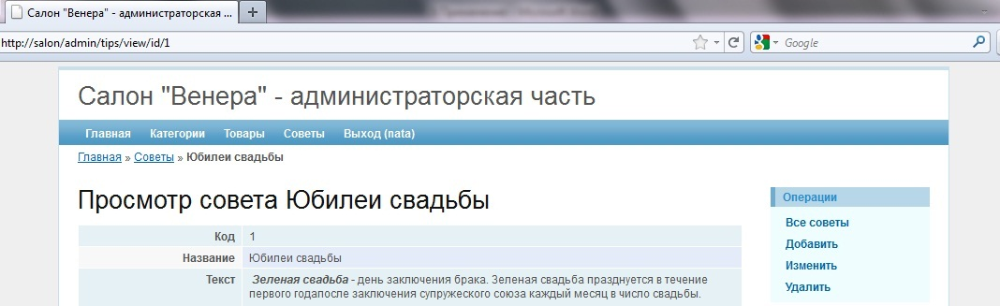 Салон "Венера" - администраторская ...
http://salon/admin/tips/view/id/1
Google
Салон "Венера" - администраторская часть
Главная Категории Товары Советы Выход (nata)
Главная » Советы » Юбилеи свадьбы
Просмотр совета Юбилеи свадьбы
Код 1
Название Юбилеи свадьбы
Текст Зеленая свадьба - день заключения брака. Зеленая свадьба празднуется в течение
первого годапосле заключения супружеского союза каждый месяц в число свадьбы.
Операции
Все советы
Добавить
Изменить
Удалить